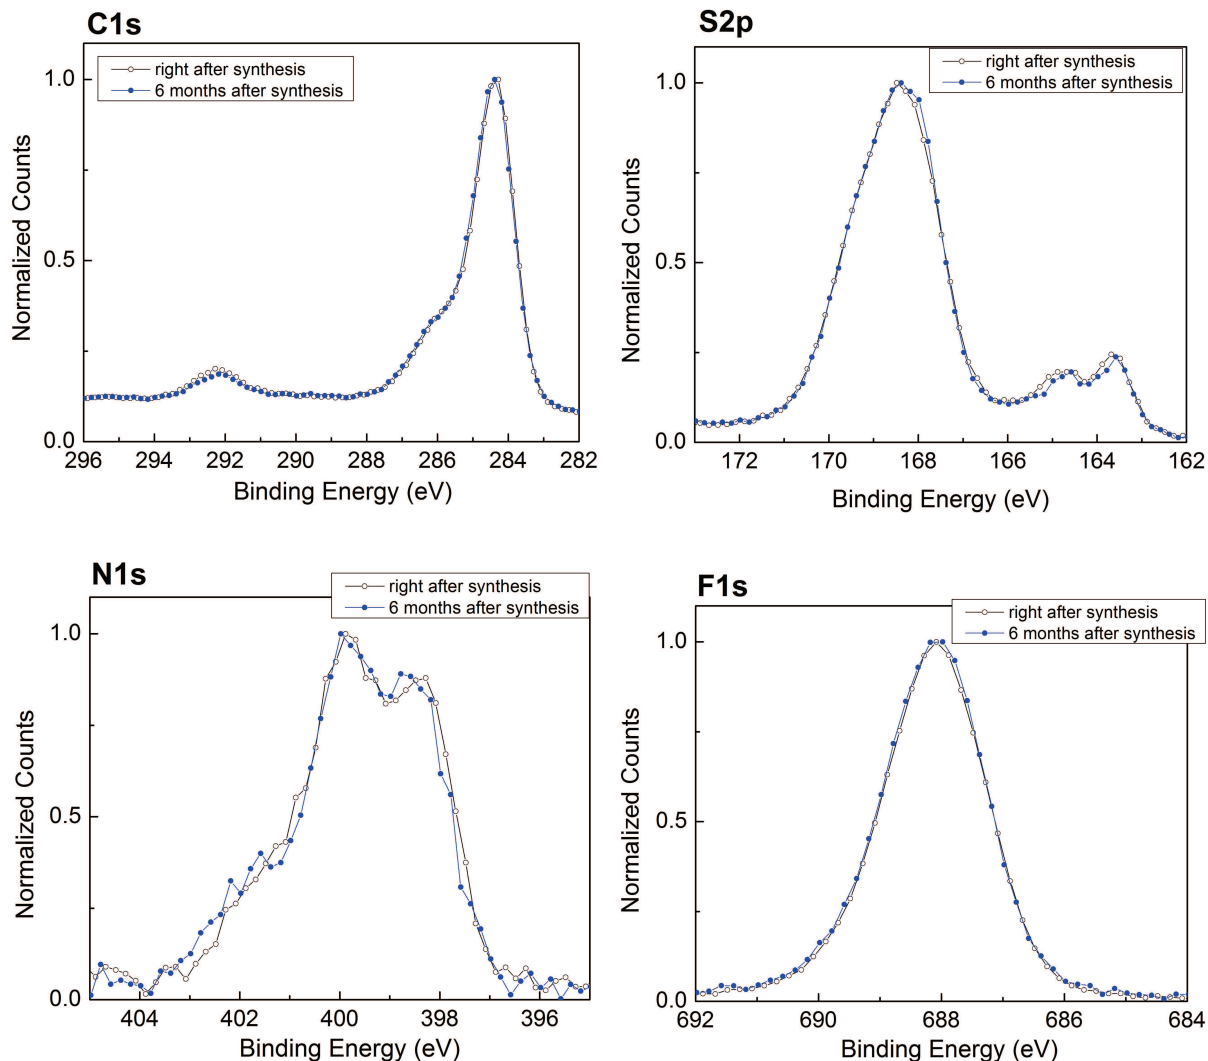 C1s
right after synthesis
6 months after synthesis
1.0
0.5
0.0
Normalized Counts
296 294 292 290 288 286 284 282
Binding Energy (eV)
S2p
right after synthesis
6 months after synthesis
1.0
0.5
0.0
Normalized Counts
172 170 168 166 164 162
Binding Energy (eV)
N1s
right after synthesis
6 months after synthesis
1.0
0.5
0.0
Normalized Counts
404 402 400 398 396
Binding Energy (eV)
F1s
right after synthesis
6 months after synthesis
1.0
0.5
0.0
Normalized Counts
692 690 688 686 684
Binding Energy (eV)